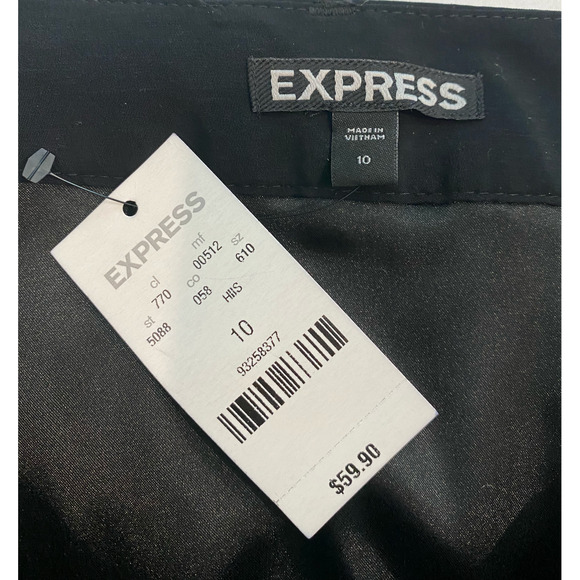 EXPRESS
MADE IN
VIETNAM
10
EXPRESS
cl mf sz
770 00512 610
st co HIIS
5088 058
10
93258377
$59.90